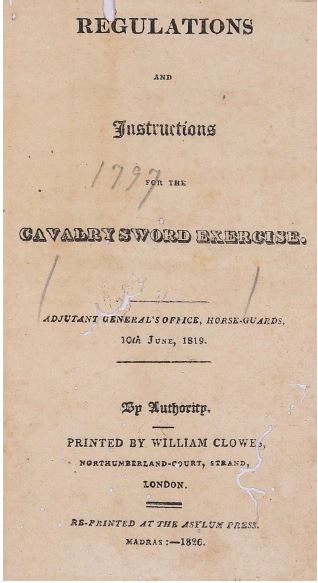 REGULATIONS
AND
Instructions
1797
FOR THE
CAVALRY SWORD EXERCISE.
ADJUTANT GENERAL'S OFFICE, HORSE-GUARDS,
10th JUNE, 1819.
By Authority.
PRINTED BY WILLIAM CLOWES,
NORTHUMBERLAND-COURT, STRAND,
LONDON.
RE-PRINTED AT THE ASYLUM PRESS.
MADRAS:—1826.